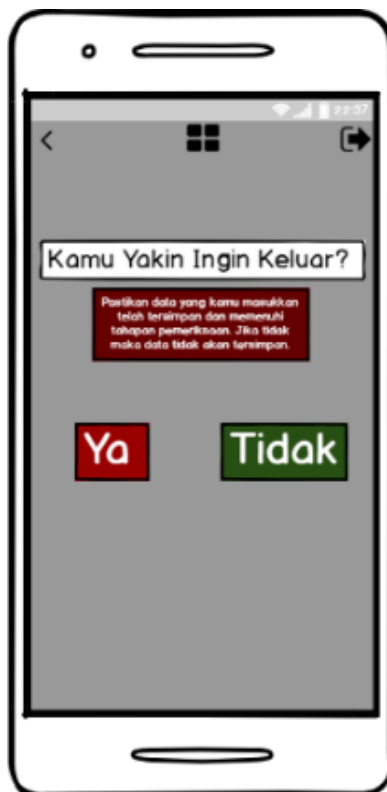 22:37
Kamu Yakin Ingin Keluar?
Pastikan data yang kamu masukkan
telah tersimpan dan memenuhi
tahapan pemeriksaan. Jika tidak
maka data tidak akan tersimpan.
Ya
Tidak